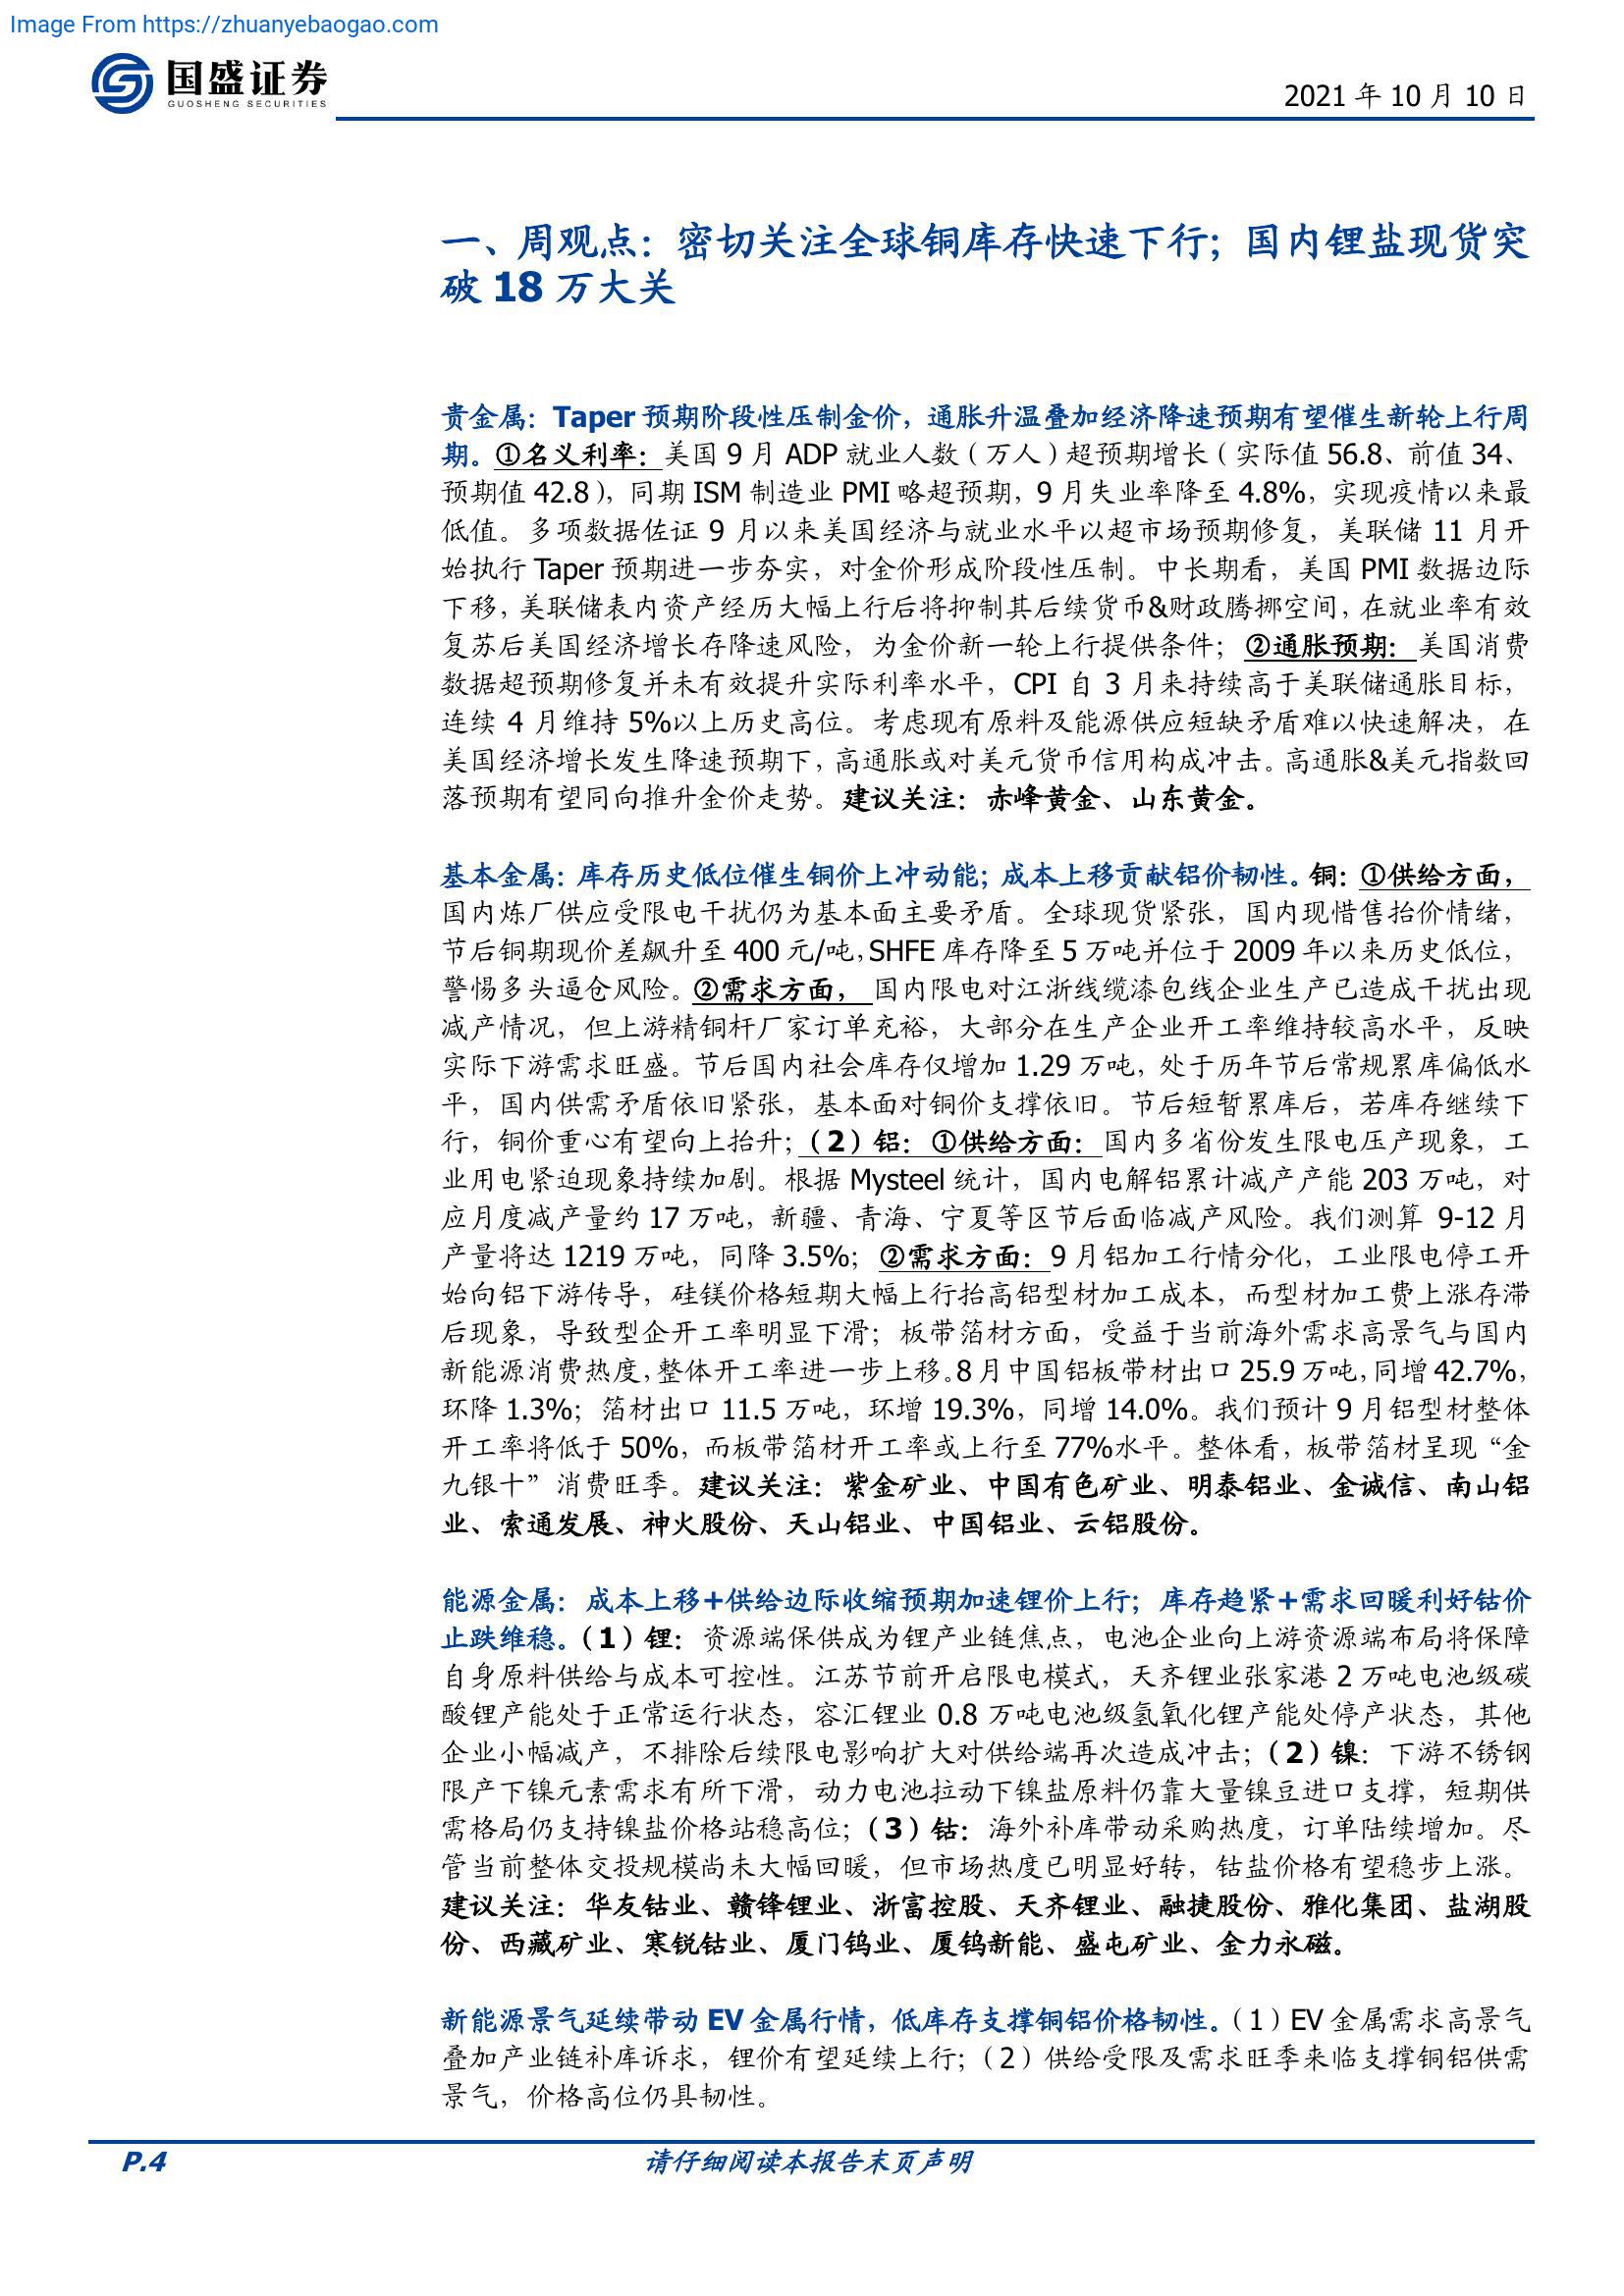 Image From https://zhuanyebaogao.com
国盛证券
GUOSHENG SECURITIES
2021 年 10 月 10 日
一、周观点：密切关注全球铜库存快速下行；国内锂盐现货突
破 18 万大关
贵金属：Taper 预期阶段性压制金价，通胀升温叠加经济降速预期有望催生新轮上行周
期。①名义利率：美国 9 月 ADP 就业人数（万人）超预期增长（实际值 56.8、前值 34、
预期值 42.8），同期 ISM 制造业 PMI 略超预期，9 月失业率降至 4.8%，实现疫情以来最
低值。多项数据佐证 9 月以来美国经济与就业水平以超市场预期修复，美联储 11 月开
始执行 Taper 预期进一步夯实，对金价形成阶段性压制。中长期看，美国 PMI 数据边际
下移，美联储表内资产经历大幅上行后将抑制其后续货币&财政腾挪空间，在就业率有效
复苏后美国经济增长存降速风险，为金价新一轮上行提供条件；②通胀预期：美国消费
数据超预期修复并未有效提升实际利率水平，CPI 自 3 月来持续高于美联储通胀目标，
连续 4 月维持 5%以上历史高位。考虑现有原料及能源供应短缺矛盾难以快速解决，在
美国经济增长发生降速预期下，高通胀或对美元货币信用构成冲击。高通胀&美元指数回
落预期有望同向推升金价走势。建议关注：赤峰黄金、山东黄金。
基本金属：库存历史低位催生铜价上冲动能；成本上移贡献铝价韧性。铜：①供给方面，
国内炼厂供应受限电干扰仍为基本面主要矛盾。全球现货紧张，国内现惜售抬价情绪，
节后铜期现价差飙升至 400 元/吨，SHFE 库存降至 5 万吨并位于 2009 年以来历史低位，
警惕多头逼仓风险。②需求方面，国内限电对江浙线缆漆包线企业生产已造成干扰出现
减产情况，但上游精铜杆厂家订单充裕，大部分在生产企业开工率维持较高水平，反映
实际下游需求旺盛。节后国内社会库存仅增加 1.29 万吨，处于历年节后常规累库偏低水
平，国内供需矛盾依旧紧张，基本面对铜价支撑依旧。节后短暂累库后，若库存继续下
行，铜价重心有望向上抬升；（2）铝：①供给方面：国内多省份发生限电压产现象，工
业用电紧迫现象持续加剧。根据 Mysteel 统计，国内电解铝累计减产产能 203 万吨，对
应月度减产量约 17 万吨，新疆、青海、宁夏等区节后面临减产风险。我们测算 9-12 月
产量将达 1219 万吨，同降 3.5%；②需求方面：9 月铝加工行情分化，工业限电停工开
始向铝下游传导，硅镁价格短期大幅上行抬高铝型材加工成本，而型材加工费上涨存滞
后现象，导致型企开工率明显下滑；板带箔材方面，受益于当前海外需求高景气与国内
新能源消费热度，整体开工率进一步上移。8 月中国铝板带材出口 25.9 万吨，同增 42.7%，
环降 1.3%；箔材出口 11.5 万吨，环增 19.3%，同增 14.0%。我们预计 9 月铝型材整体
开工率将低于 50%，而板带箔材开工率或上行至 77%水平。整体看，板带箔材呈现“金
九银十”消费旺季。建议关注：紫金矿业、中国有色矿业、明泰铝业、金诚信、南山铝
业、索通发展、神火股份、天山铝业、中国铝业、云铝股份。
能源金属：成本上移+供给边际收缩预期加速锂价上行；库存趋紧+需求回暖利好钴价
止跌维稳。（1）锂：资源端保供成为锂产业链焦点，电池企业向上游资源端布局将保障
自身原料供给与成本可控性。江苏节前开启限电模式，天齐锂业张家港 2 万吨电池级碳
酸锂产能处于正常运行状态，容汇锂业 0.8 万吨电池级氢氧化锂产能处停产状态，其他
企业小幅减产，不排除后续限电影响扩大对供给端再次造成冲击；（2）镍：下游不锈钢
限产下镍元素需求有所下滑，动力电池拉动下镍盐原料仍靠大量镍豆进口支撑，短期供
需格局仍支持镍盐价格站稳高位；（3）钴：海外补库带动采购热度，订单陆续增加。尽
管当前整体交投规模尚未大幅回暖，但市场热度已明显好转，钴盐价格有望稳步上涨。
建议关注：华友钴业、赣锋锂业、浙富控股、天齐锂业、融捷股份、雅化集团、盐湖股
份、西藏矿业、寒锐钴业、厦门钨业、厦钨新能、盛屯矿业、金力永磁。
新能源景气延续带动 EV 金属行情，低库存支撑铜铝价格韧性。（1）EV 金属需求高景气
叠加产业链补库诉求，锂价有望延续上行；（2）供给受限及需求旺季来临支撑铜铝供需
景气，价格高位仍具韧性。
P.4
请仔细阅读本报告末页声明